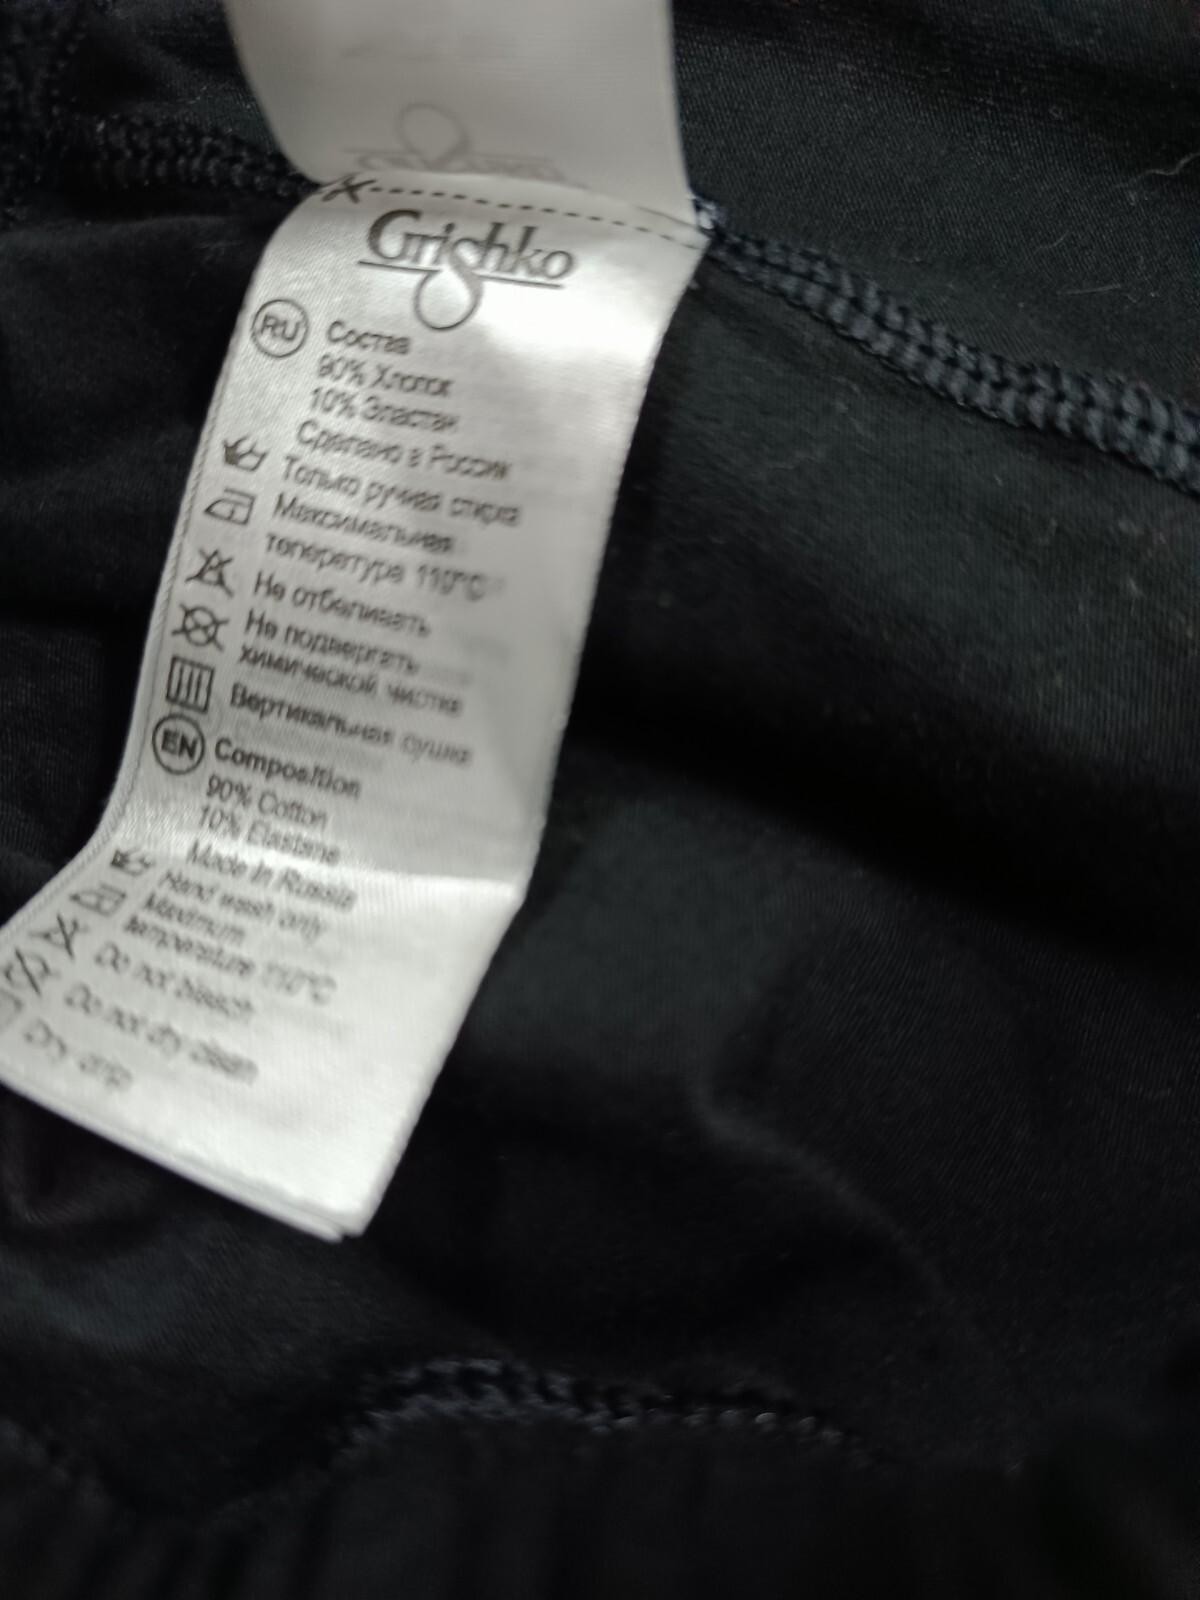 Grishko
RU Состав
90% Хлопок
10% Эластан
Сделано в России
Только ручная стирка
Максимальная
температура 110°C
Не отбеливать
Не подвергать
химической чистке
Вертикальная сушка
EN Composition
90% Cotton
10% Elastane
Made in Russia
Hand wash only
Maximum
temperature 110°C
Do not bleach
Do not dry clean
Dry drip